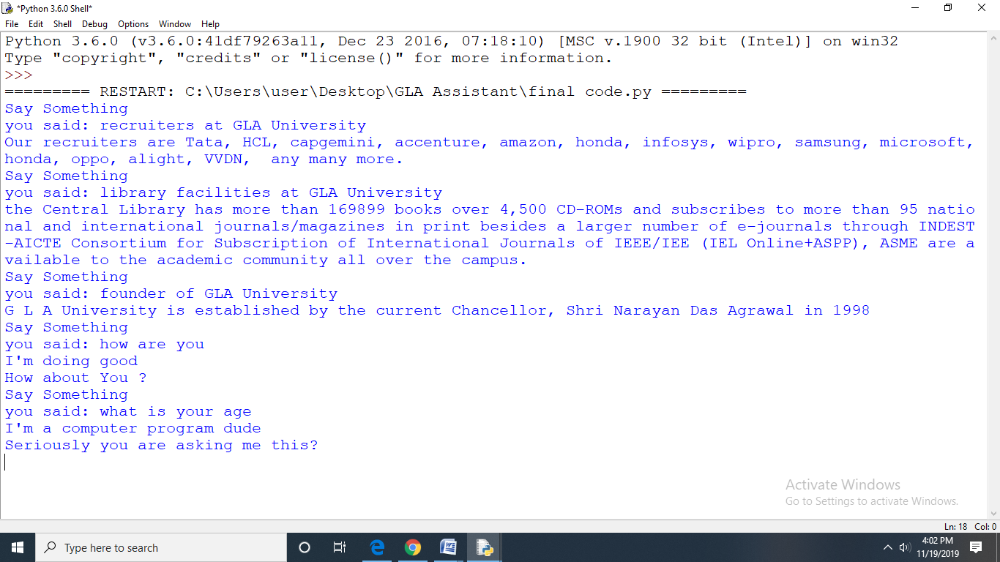 *Python 3.6.0 Shell*
File Edit Shell Debug Options Window Help
Python 3.6.0 (v3.6.0:41df79263a11, Dec 23 2016, 07:18:10) [MSC v.1900 32 bit (Intel)] on win32
Type "copyright", "credits" or "license()" for more information.
>>>
========= RESTART: C:\Users\user\Desktop\GLA Assistant\final code.py =========
Say Something
you said: recruiters at GLA University
Our recruiters are Tata, HCL, capgemini, accenture, amazon, honda, infosys, wipro, samsung, microsoft,
honda, oppo, alight, VVDN,  any many more.
Say Something
you said: library facilities at GLA University
the Central Library has more than 169899 books over 4,500 CD-ROMs and subscribes to more than 95 natio
nal and international journals/magazines in print besides a larger number of e-journals through INDEST
-AICTE Consortium for Subscription of International Journals of IEEE/IEE (IEL Online+ASPP), ASME are a
vailable to the academic community all over the campus.
Say Something
you said: founder of GLA University
G L A University is established by the current Chancellor, Shri Narayan Das Agrawal in 1998
Say Something
you said: how are you
I'm doing good
How about You ?
Say Something
you said: what is your age
I'm a computer program dude
Seriously you are asking me this?
Activate Windows
Go to Settings to activate Windows.
Ln: 18 Col: 0
Type here to search
4:02 PM
11/19/2019